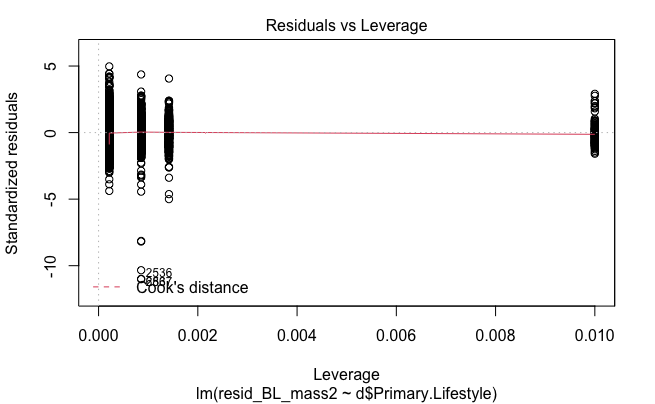 Residuals vs Leverage
Standardized residuals
5
0
-5
-10
2536
Cook's distance
0.000 0.002 0.004 0.006 0.008 0.010
Leverage
lm(resid_BL_mass2 ~ d$Primary.Lifestyle)